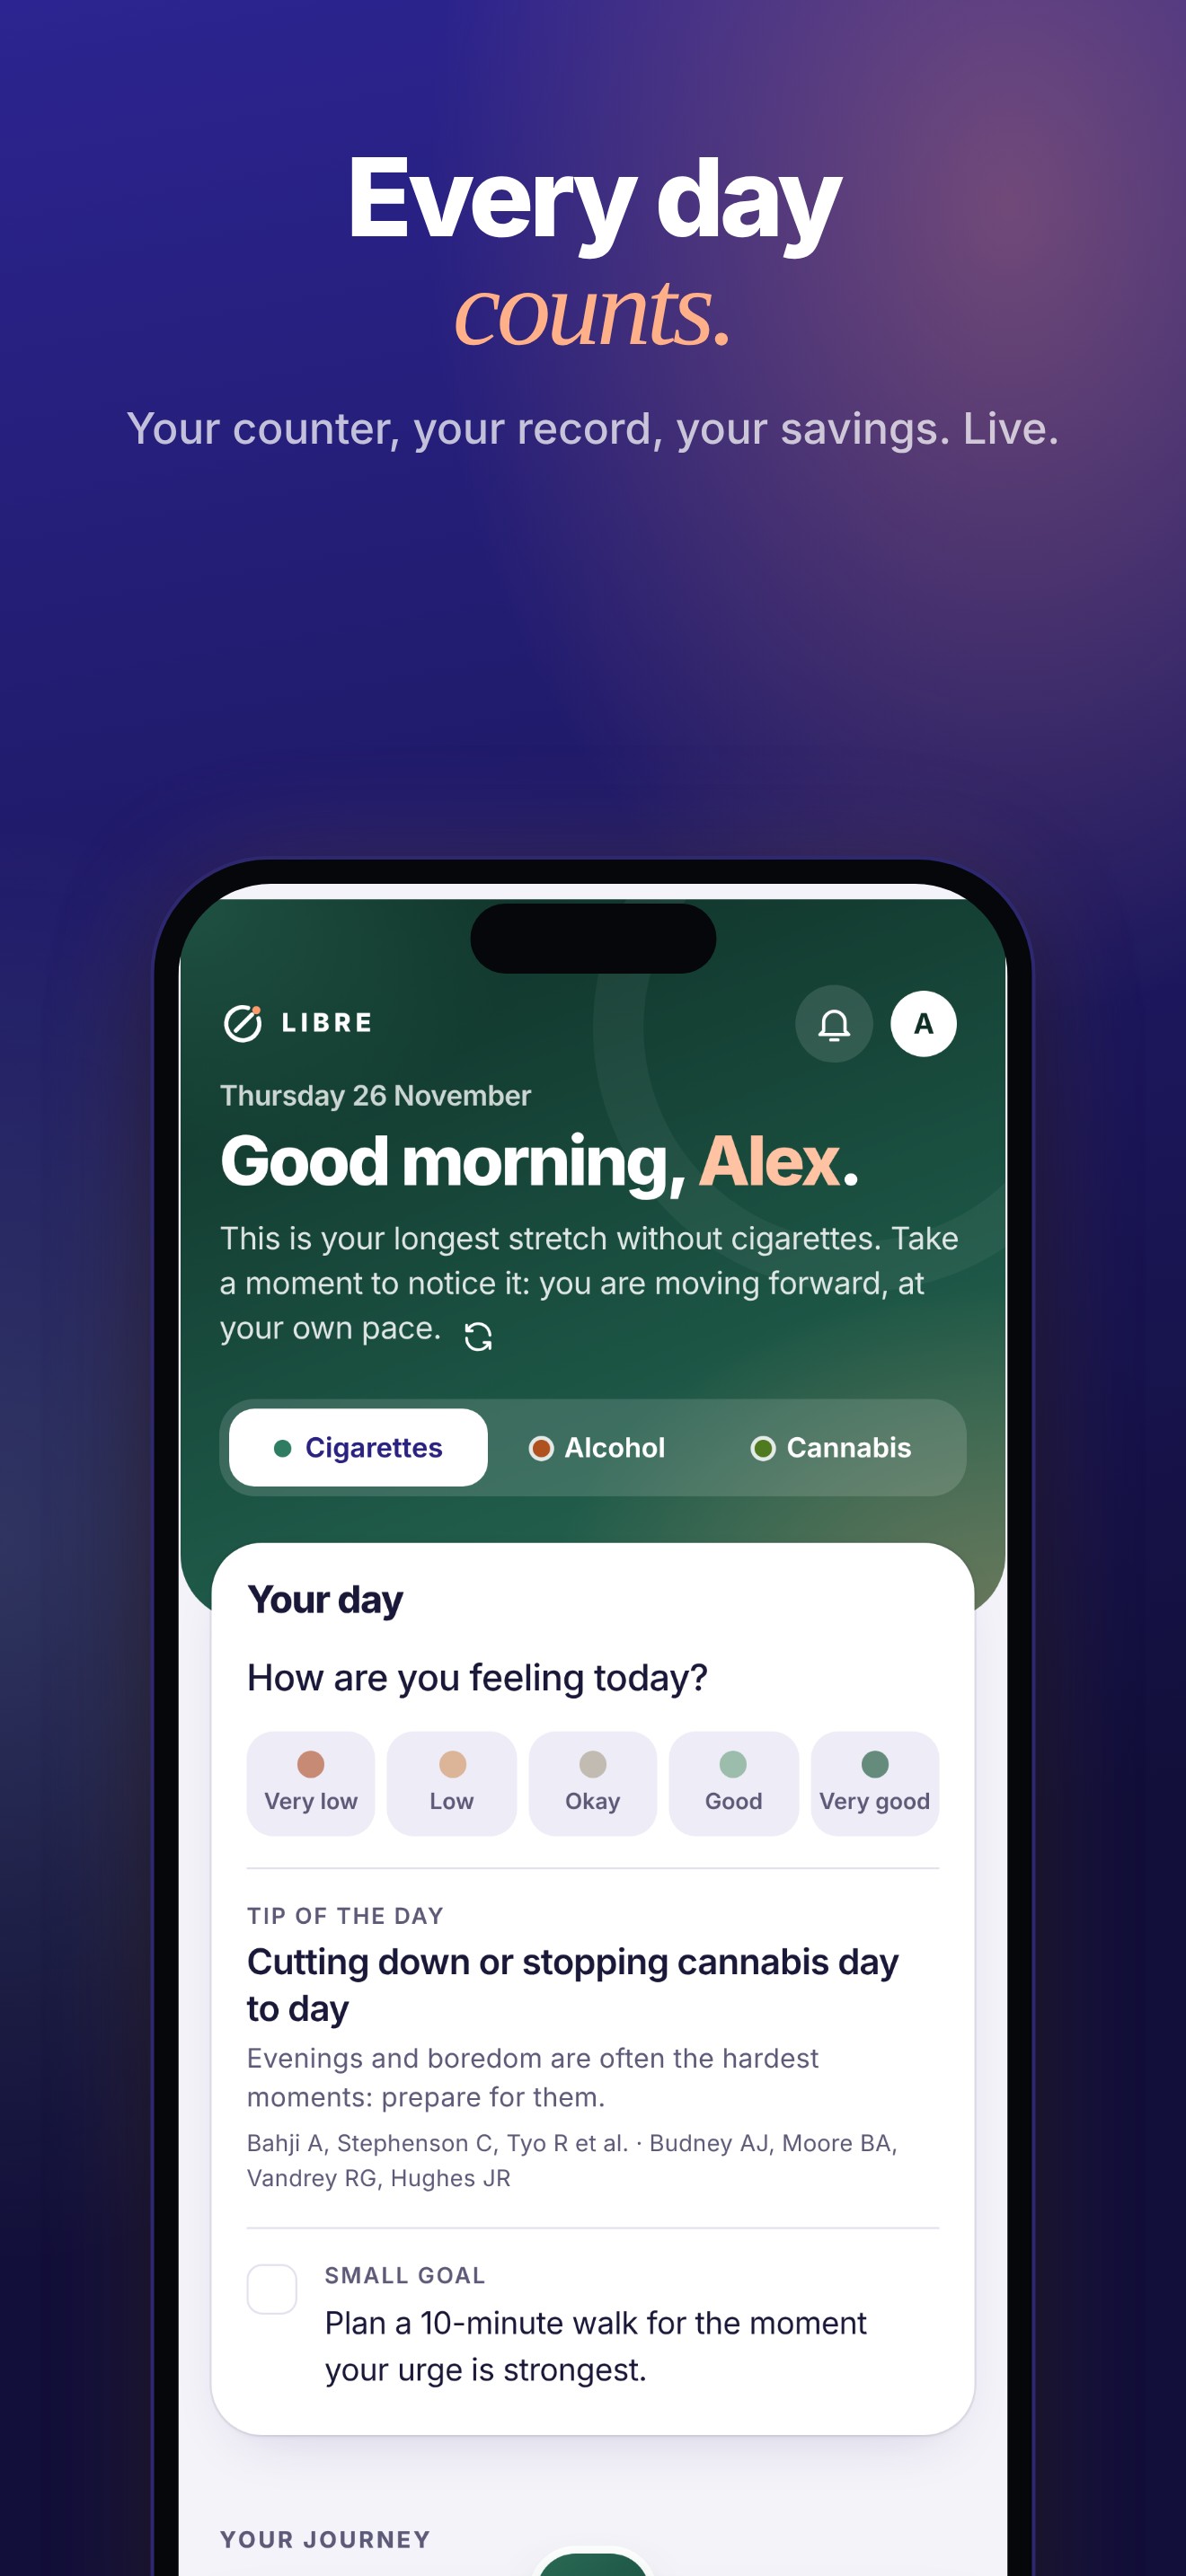 Every day
counts.
Your counter, your record, your savings. Live.
LIBRE
A
Thursday 26 November
Good morning, Alex.
This is your longest stretch without cigarettes. Take
a moment to notice it: you are moving forward, at
your own pace.
Cigarettes
Alcohol
Cannabis
Your day
How are you feeling today?
Very low
Low
Okay
Good
Very good
TIP OF THE DAY
Cutting down or stopping cannabis day
to day
Evenings and boredom are often the hardest
moments: prepare for them.
Bahji A, Stephenson C, Tyo R et al. · Budney AJ, Moore BA,
Vandrey RG, Hughes JR
SMALL GOAL
Plan a 10-minute walk for the moment
your urge is strongest.
YOUR JOURNEY